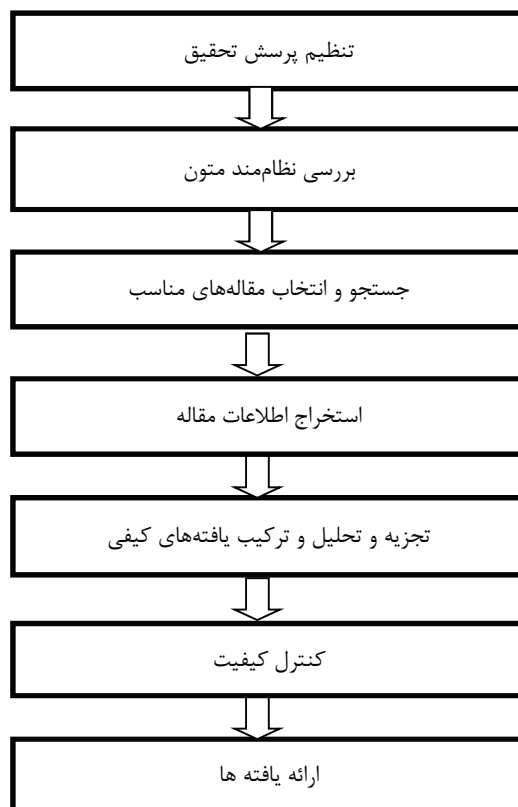 تنظیم پرسش تحقیق
بررسی نظام‌مند متون
جستجو و انتخاب مقاله‌های مناسب
استخراج اطلاعات مقاله
تجزیه و تحلیل و ترکیب یافته‌های کیفی
کنترل کیفیت
ارائه یافته ها